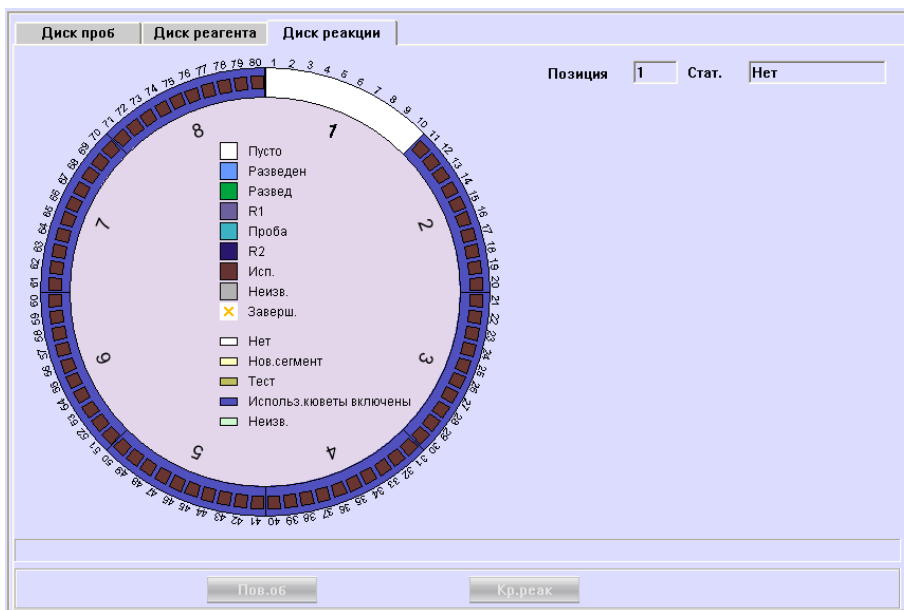 Диск проб Диск реагента Диск реакции
Позиция 1 Стат. Нет
1 2 3 4 5 6 7 8 9 10 11 12 13 14 15 16 17 18 19 20 21 22 23 24 25 26 27 28 29 30 31 32 33 34 35 36 37 38 39 40 41 42 43 44 45 46 47 48 49 50 51 52 53 54 55 56 57 58 59 60 61 62 63 64 65 66 67 68 69 70 71 72 73 74 75 76 77 78 79 80
1 2 3 4 5 6 7 8
Пусто
Разведен
Развед
R1
Проба
R2
Исп.
Неизв.
Заверш.
Нет
Нов.сегмент
Тест
Использ.кюветы включены
Неизв.
Пов.об Кр.реак